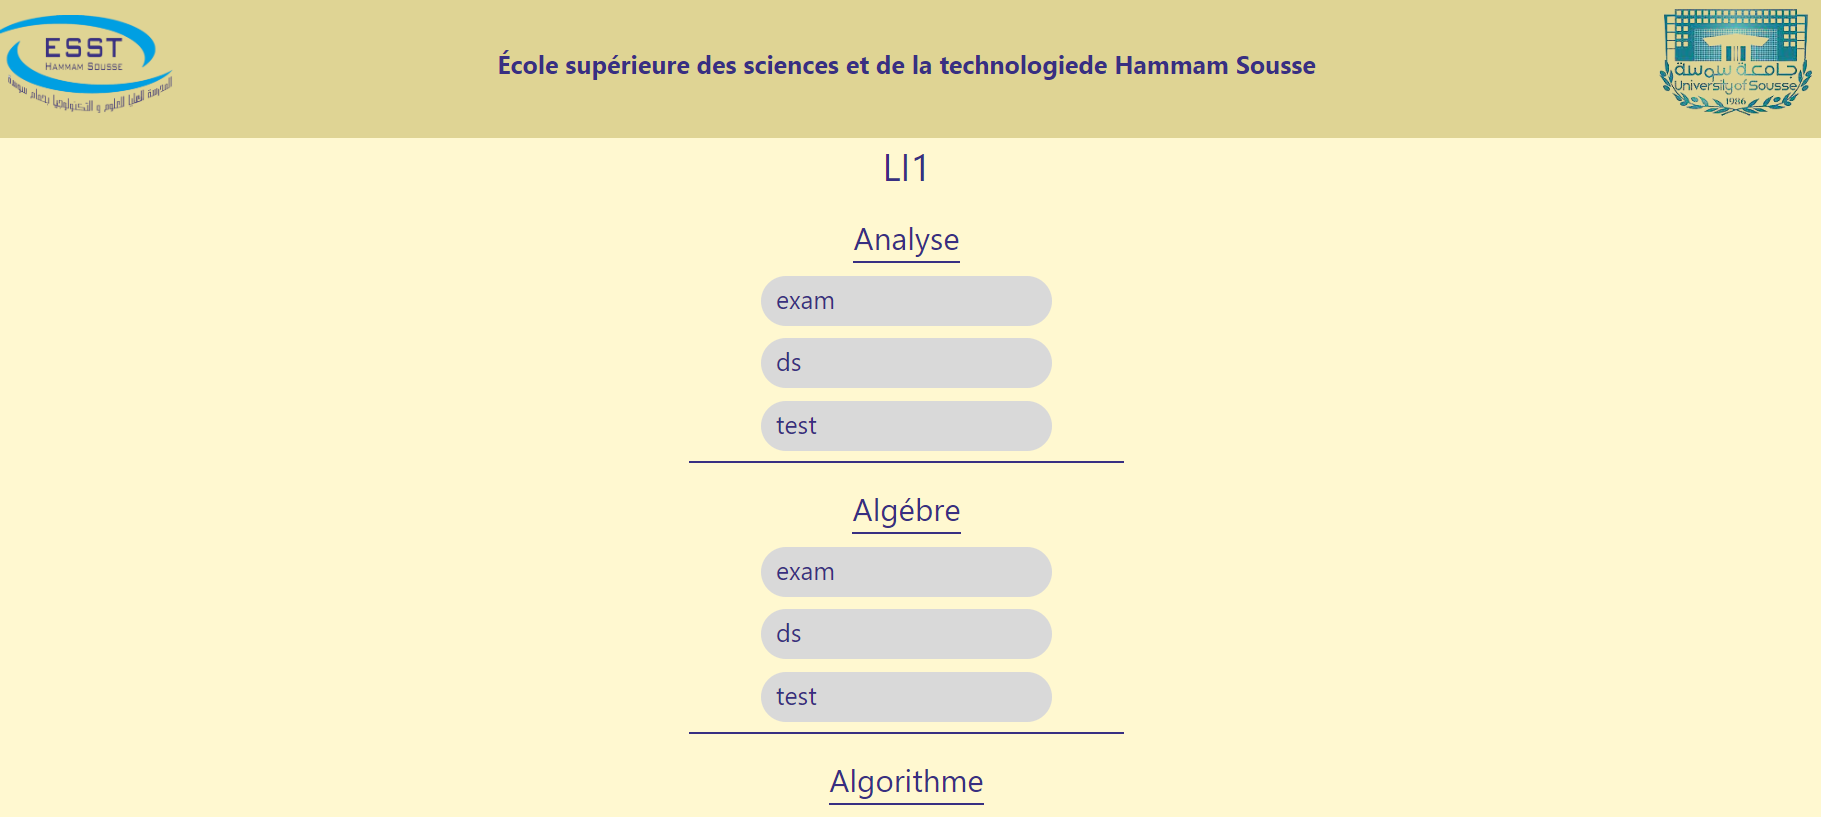 ESST
HAMMAM SOUSSE
المدرسة العليا للعلوم و التكنولوجيا بحمام سوسة
École supérieure des sciences et de la technologiede Hammam Sousse
جامعة سوسة
University of Sousse
1986
LI1
Analyse
exam
ds
test
Algébre
exam
ds
test
Algorithme